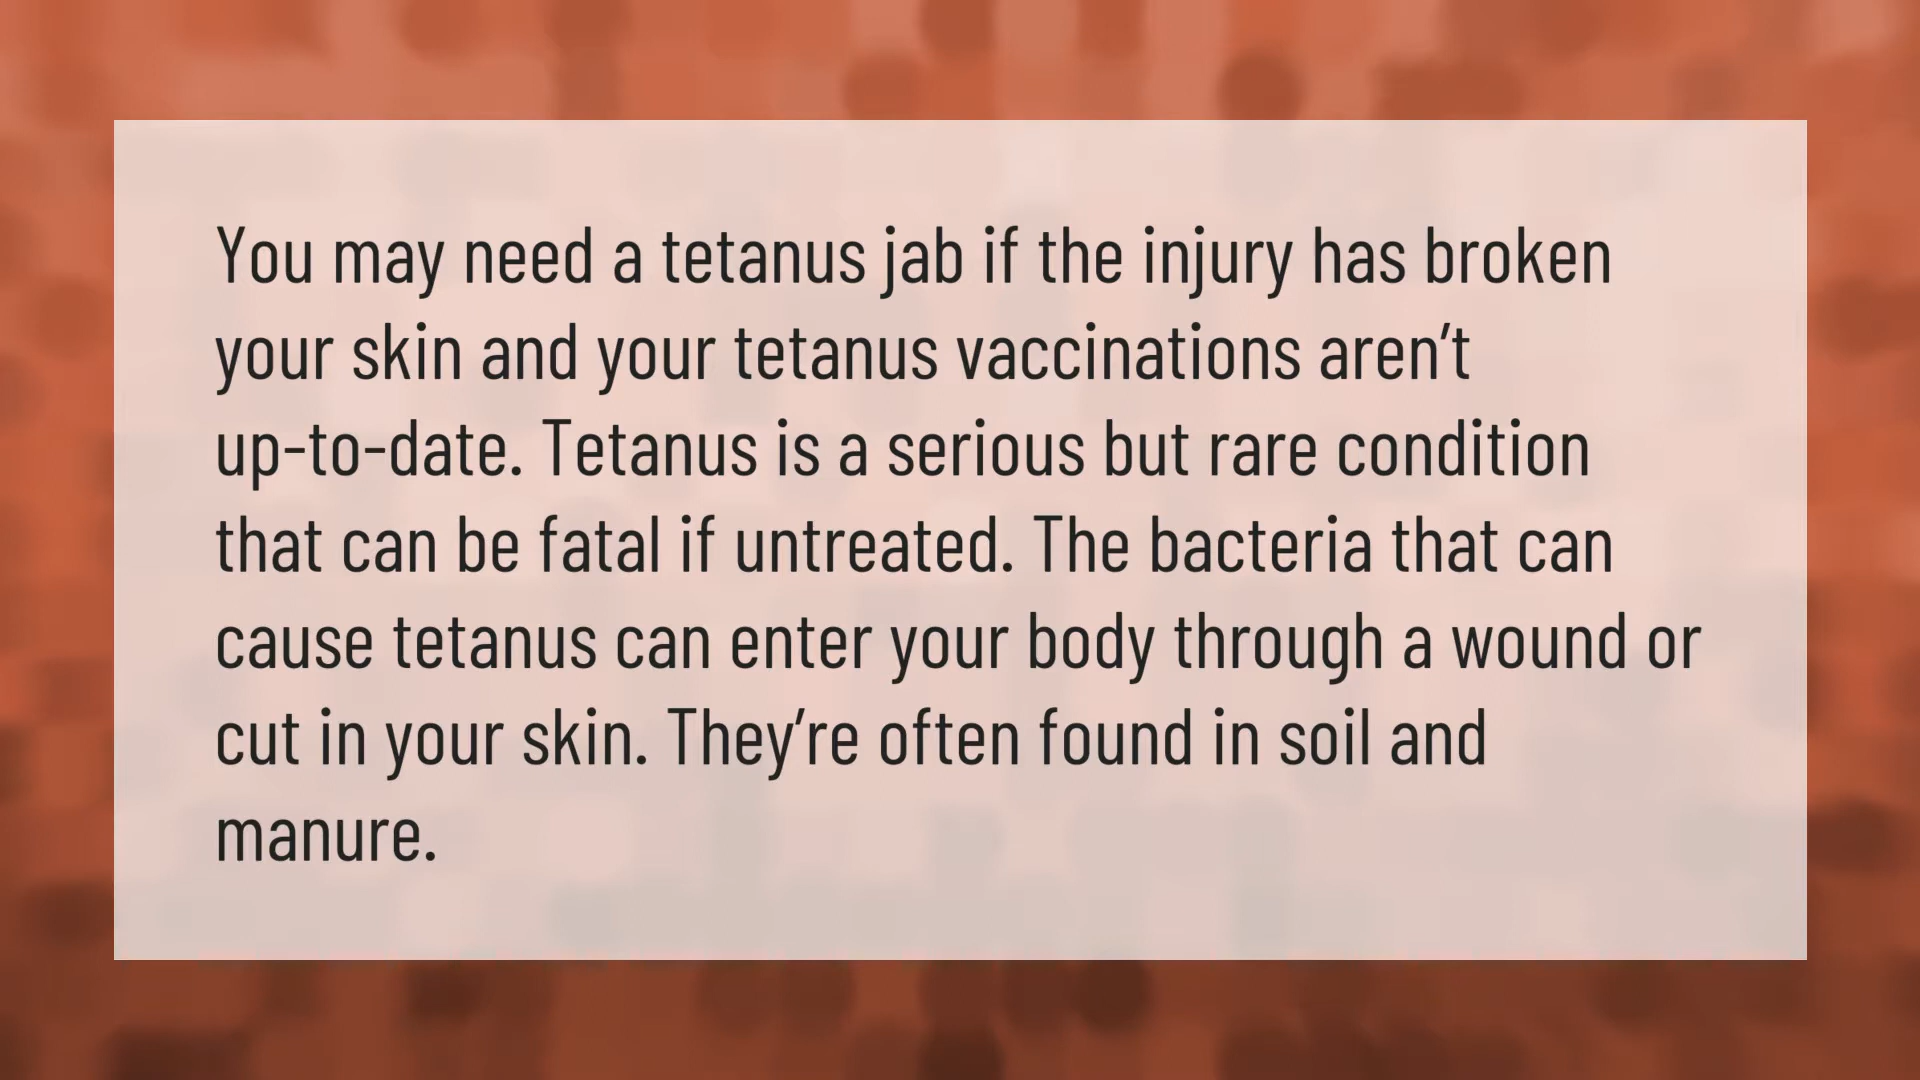 You may need a tetanus jab if the injury has broken
your skin and your tetanus vaccinations aren’t
up-to-date. Tetanus is a serious but rare condition
that can be fatal if untreated. The bacteria that can
cause tetanus can enter your body through a wound or
cut in your skin. They’re often found in soil and
manure.